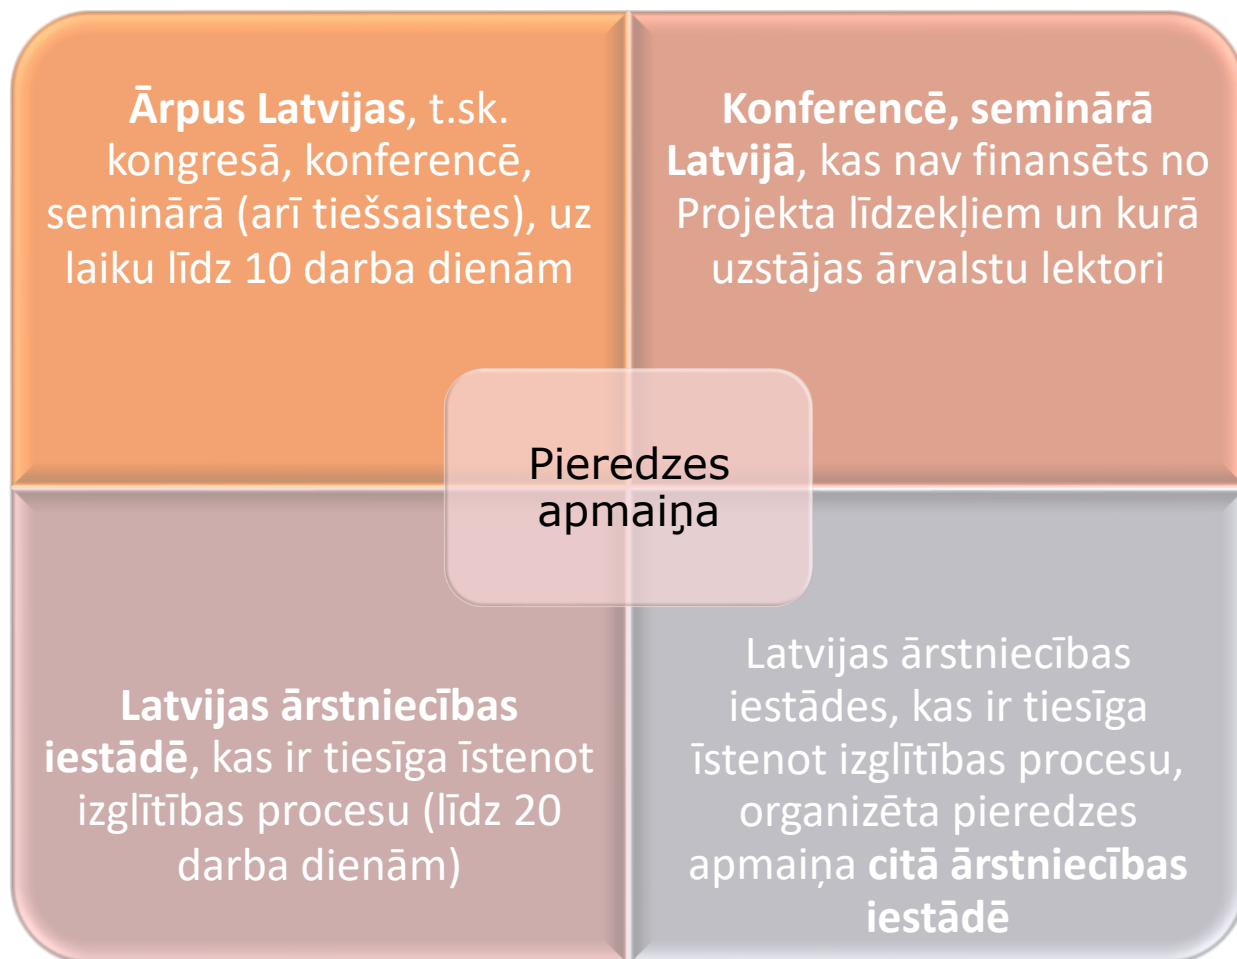 Ārpus Latvijas, t.sk.
kongresā, konferencē,
seminārā (arī tiešsaistes), uz
laiku līdz 10 darba dienām
Konferencē, seminārā
Latvijā, kas nav finansēts no
Projekta līdzekļiem un kurā
uzstājas ārvalstu lektori
Pieredzes
apmaiņa
Latvijas ārstniecības
iestādē, kas ir tiesīga īstenot
izglītības procesu (līdz 20
darba dienām)
Latvijas ārstniecības
iestādes, kas ir tiesīga
īstenot izglītības procesu,
organizēta pieredzes
apmaiņa citā ārstniecības
iestādē